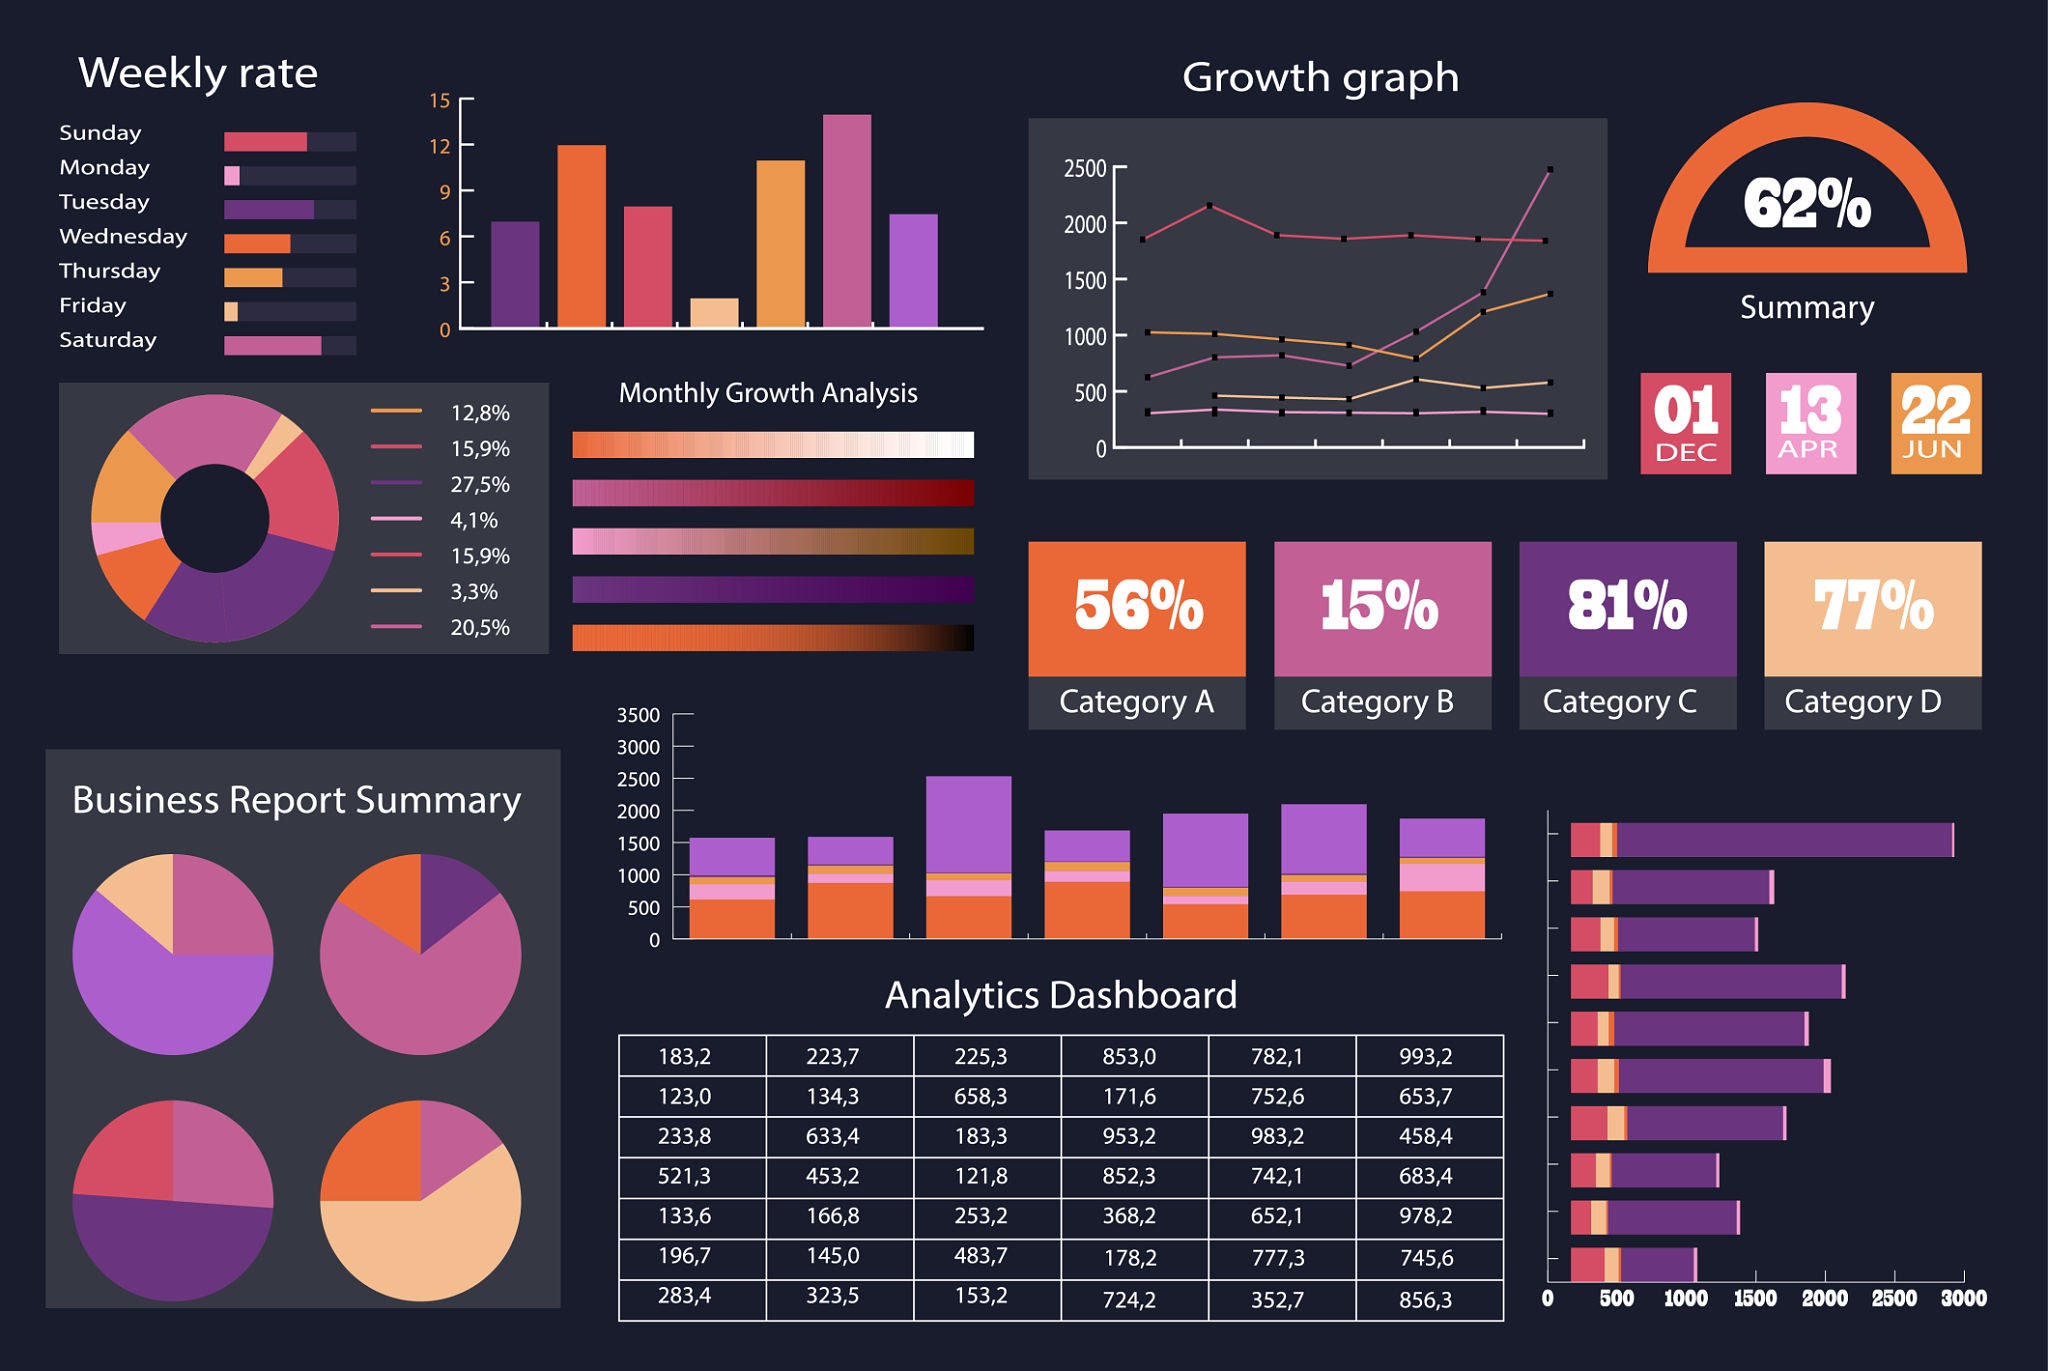 Weekly rate
Sunday
Monday
Tuesday
Wednesday
Thursday
Friday
Saturday
15
12
9
6
3
0
Growth graph
2500
2000
1500
1000
500
0
62%
Summary
01
DEC
13
APR
22
JUN
12,8%
15,9%
27,5%
4,1%
15,9%
3,3%
20,5%
Monthly Growth Analysis
56%
Category A
15%
Category B
81%
Category C
77%
Category D
Business Report Summary
3500
3000
2500
2000
1500
1000
500
0
Analytics Dashboard
183,2 223,7 225,3 853,0 782,1 993,2
123,0 134,3 658,3 171,6 752,6 653,7
233,8 633,4 183,3 953,2 983,2 458,4
521,3 453,2 121,8 852,3 742,1 683,4
133,6 166,8 253,2 368,2 652,1 978,2
196,7 145,0 483,7 178,2 777,3 745,6
283,4 323,5 153,2 724,2 352,7 856,3
0 500 1000 1500 2000 2500 3000